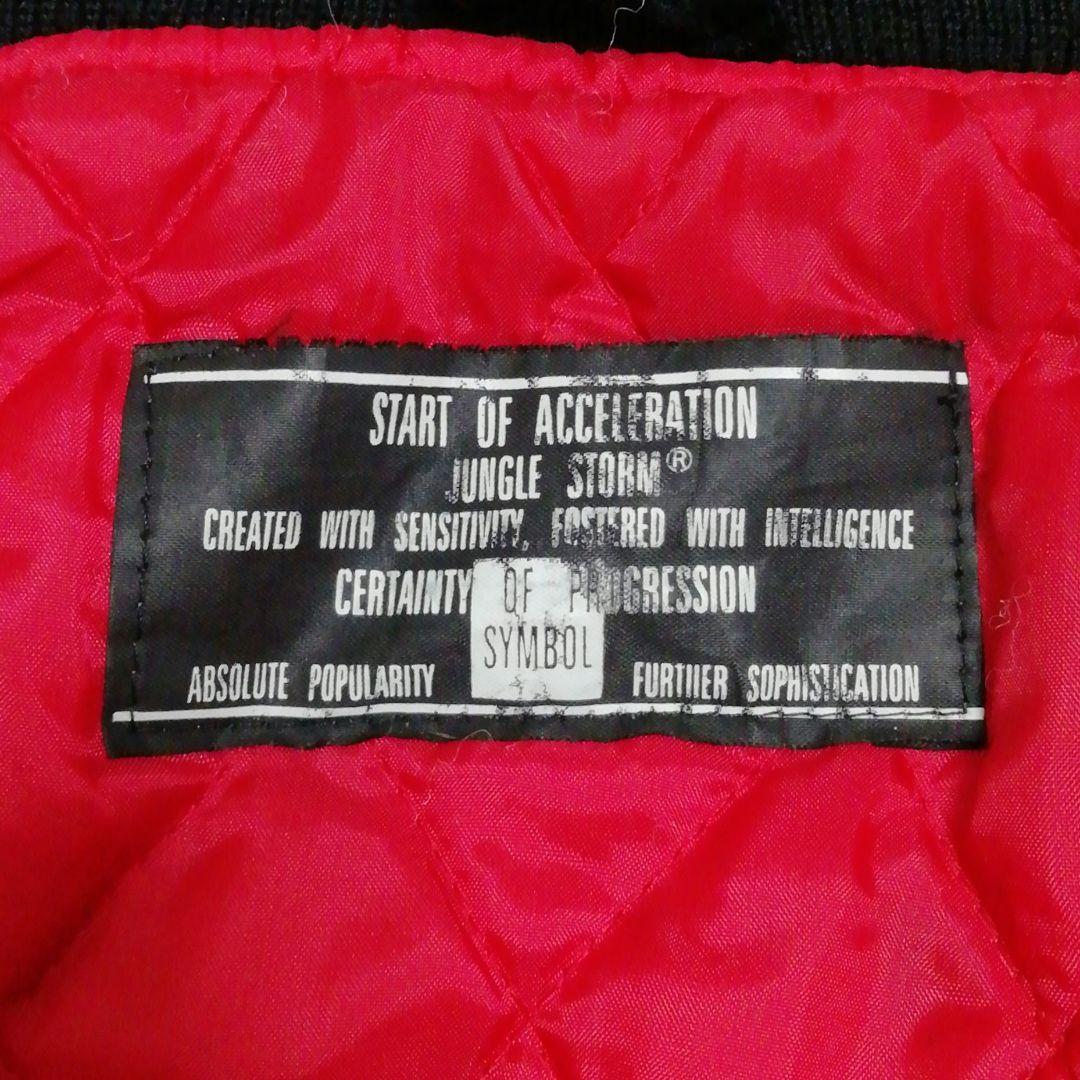 START OF ACCELERATION
JUNGLE STORM®
CREATED WITH SENSITIVITY, FOSTERED WITH INTELLIGENCE
CERTAINTY OF PROGRESSION
SYMBOL
ABSOLUTE POPULARITY FURTHER SOPHISTICATION